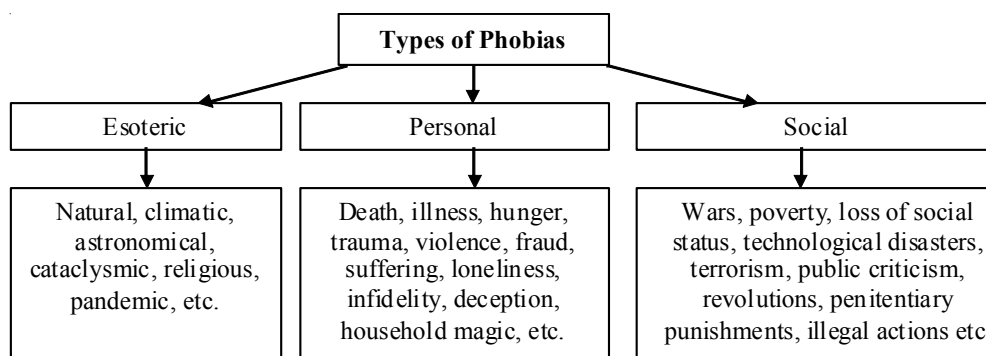 Types of Phobias
Esoteric
Personal
Social
Natural, climatic,
astronomical,
cataclysmic, religious,
pandemic, etc.
Death, illness, hunger,
trauma, violence, fraud,
suffering, loneliness,
infidelity, deception,
household magic, etc.
Wars, poverty, loss of social
status, technological disasters,
terrorism, public criticism,
revolutions, penitentiary
punishments, illegal actions etc